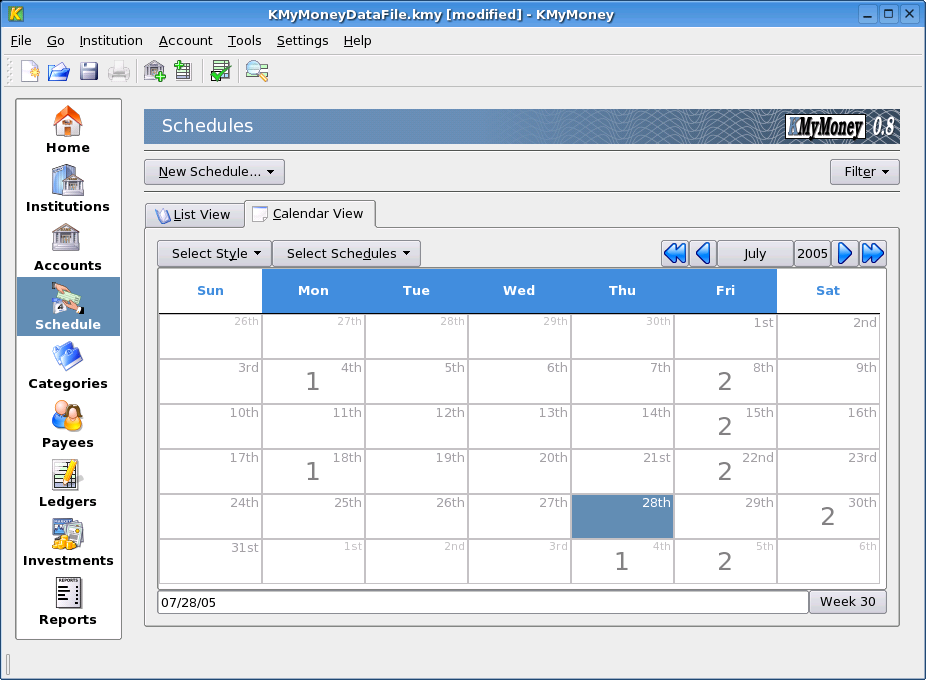 KMyMoneyDataFile.kmy [modified] - KMyMoney
File Go Institution Account Tools Settings Help
Home
Institutions
Accounts
Schedule
Categories
Payees
Ledgers
Investments
REPORTS
Reports
Schedules
KMyMoney 0.8
New Schedule... Filter
List View Calendar View
Select Style Select Schedules July 2005
Sun Mon Tue Wed Thu Fri Sat
26th 27th 28th 29th 30th 1st 2nd
3rd 1 4th 5th 6th 7th 2 8th 9th
10th 11th 12th 13th 14th 2 15th 16th
17th 1 18th 19th 20th 21st 2 22nd 23rd
24th 25th 26th 27th 28th 29th 2 30th
31st 1st 2nd 3rd 1 4th 2 5th 6th
07/28/05 Week 30